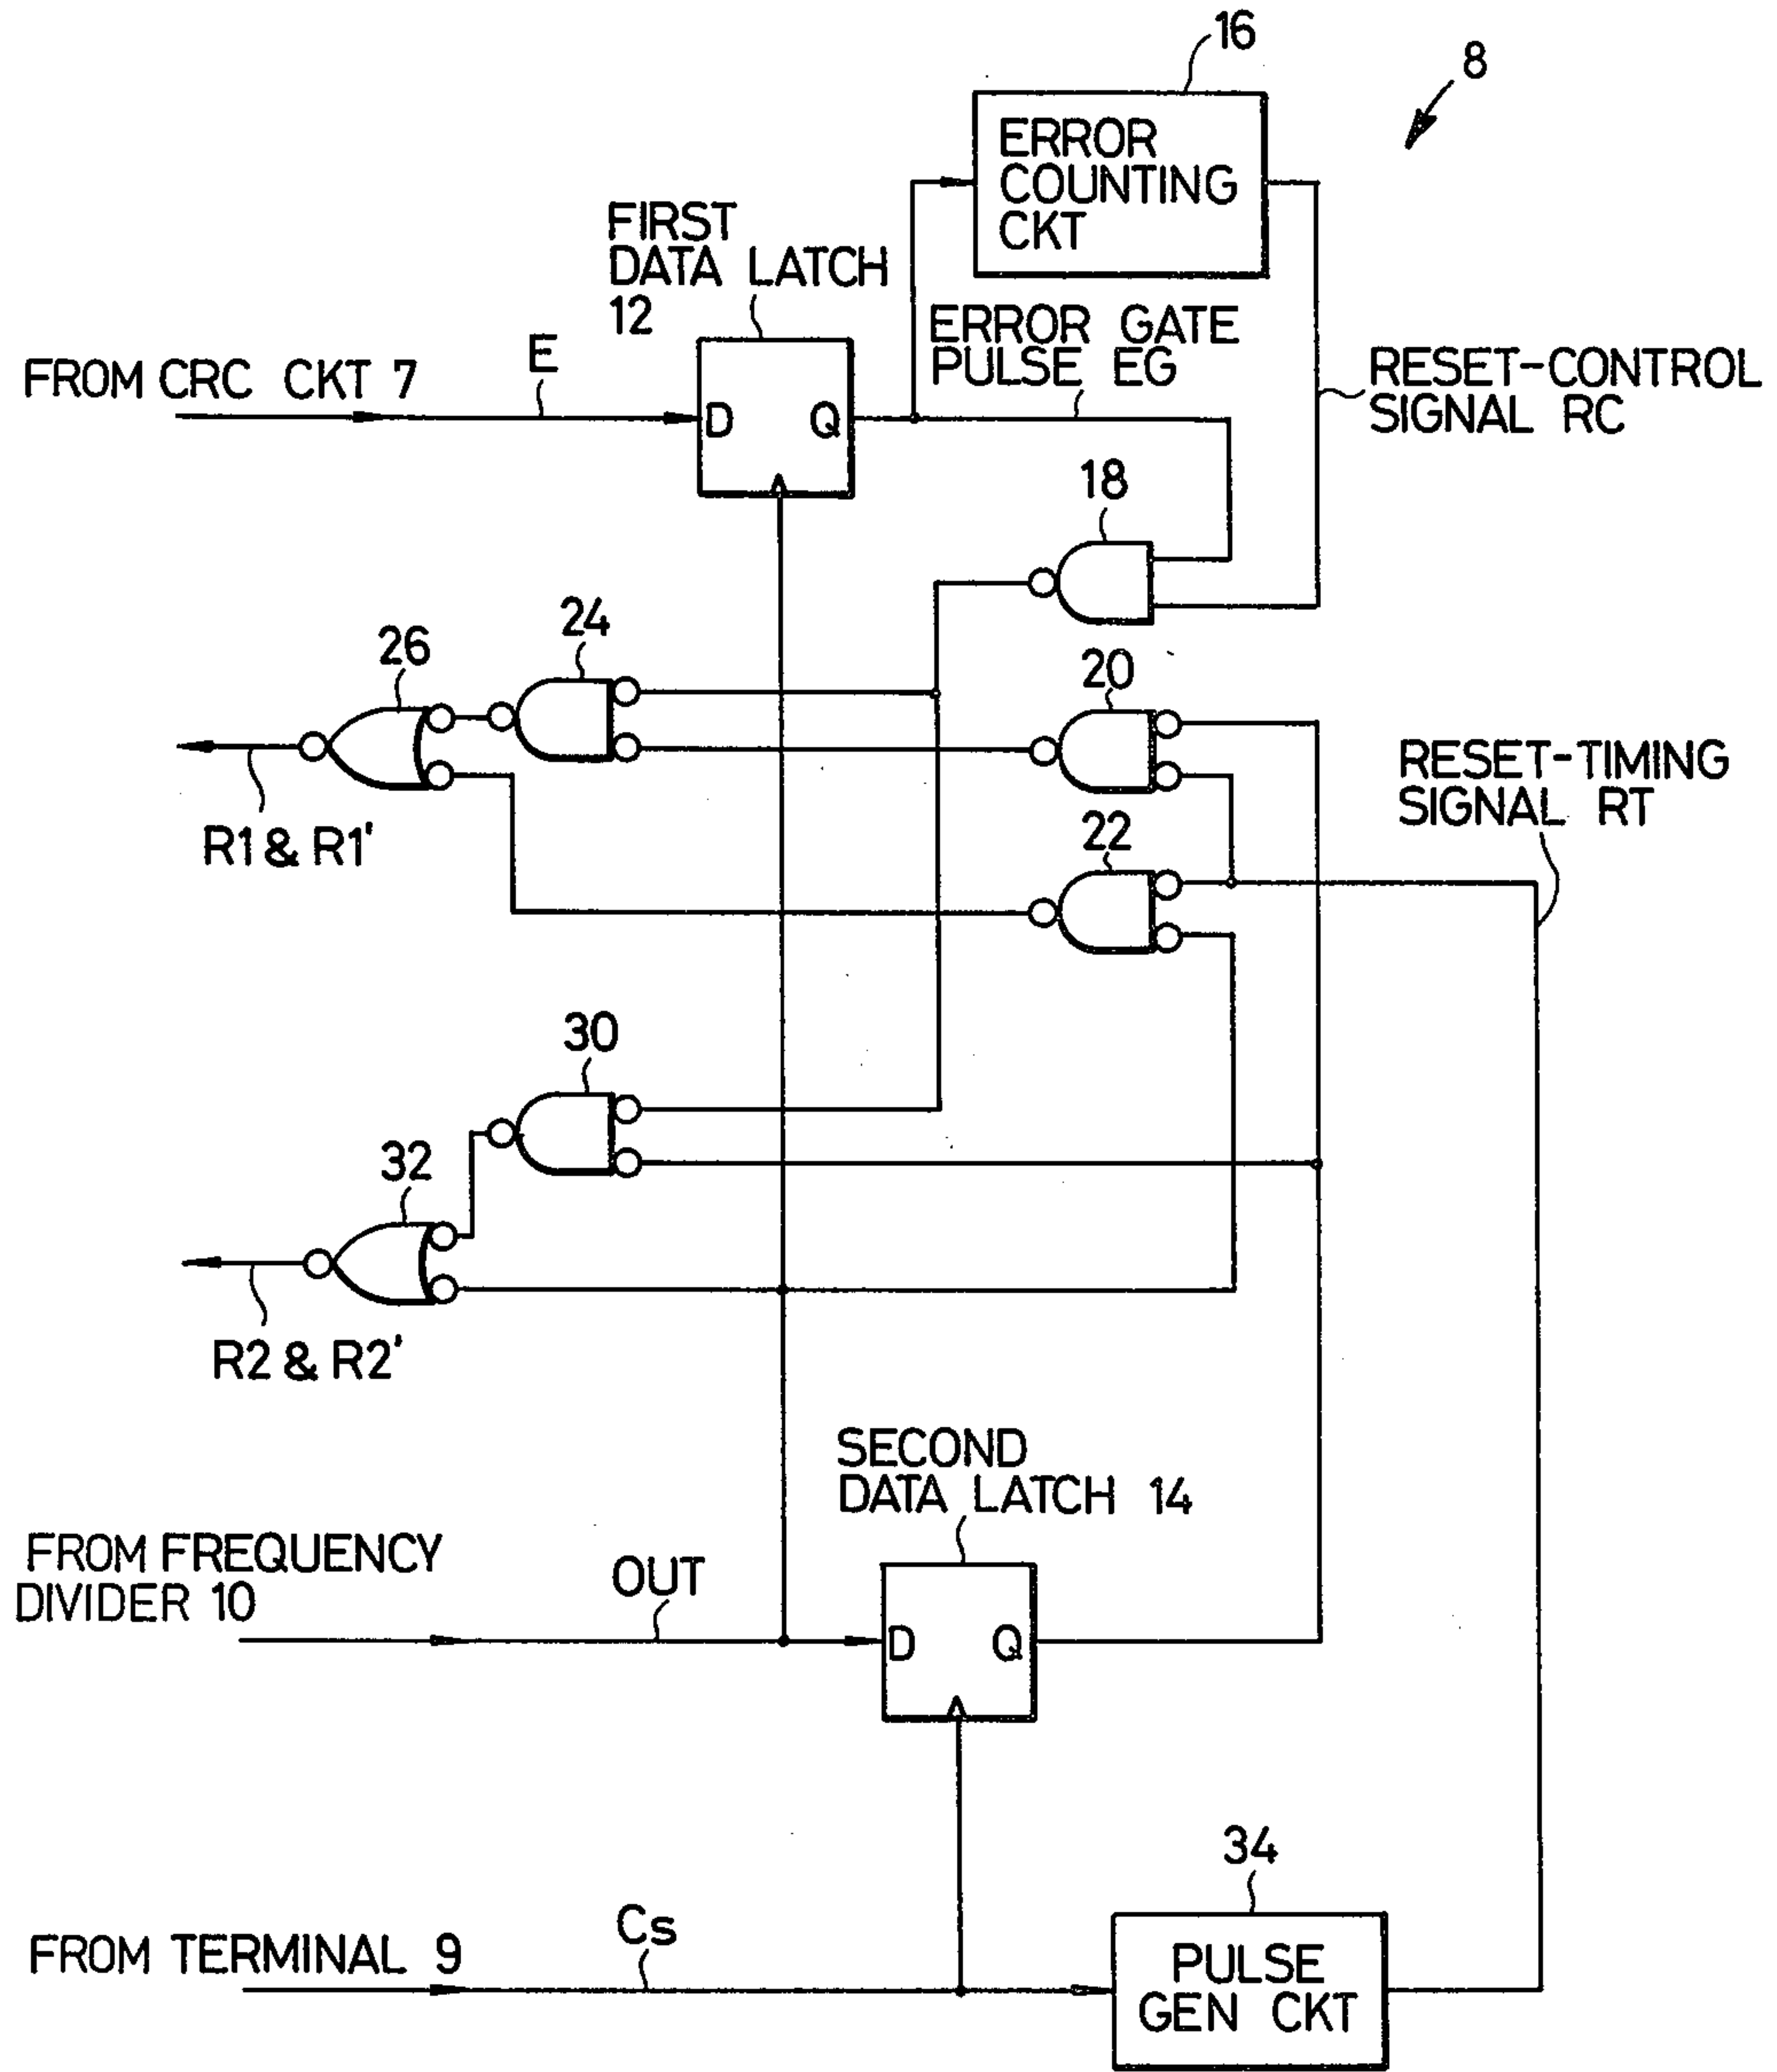 16
8
ERROR
COUNTING
CKT
FIRST
DATA LATCH
12
ERROR GATE
PULSE EG
E
FROM CRC CKT 7
D
Q
RESET-CONTROL
SIGNAL RC
18
24
26
20
RESET-TIMING
SIGNAL RT
R1 & R1'
22
30
32
R2 & R2'
SECOND
DATA LATCH 14
FROM FREQUENCY
DIVIDER 10
OUT
D
Q
34
Cs
FROM TERMINAL 9
PULSE
GEN CKT